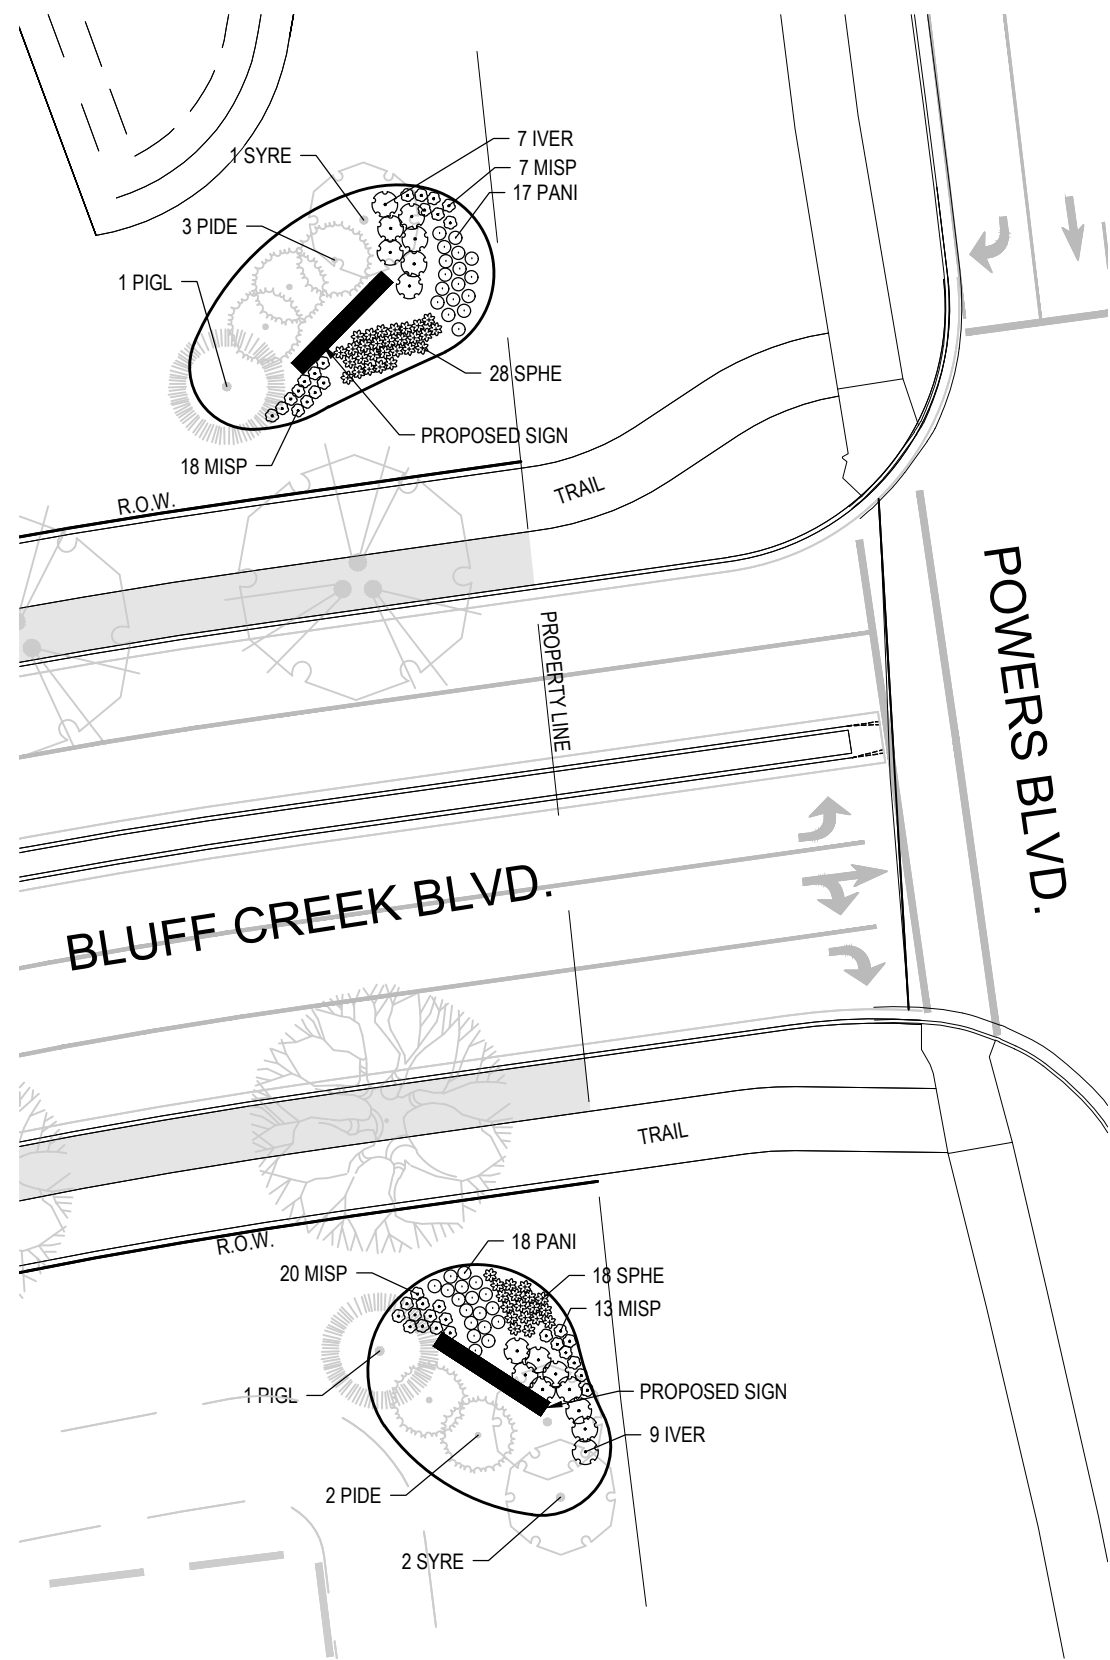 7 IVER
1 SYRE
7 MISP
17 PANI
3 PIDE
1 PIGL
28 SPHE
PROPOSED SIGN
18 MISP
R.O.W.
TRAIL
POWERS BLVD.
PROPERTY LINE
BLUFF CREEK BLVD.
TRAIL
R.O.W.
18 PANI
20 MISP
18 SPHE
13 MISP
PROPOSED SIGN
1 PIGL
9 IVER
2 PIDE
2 SYRE